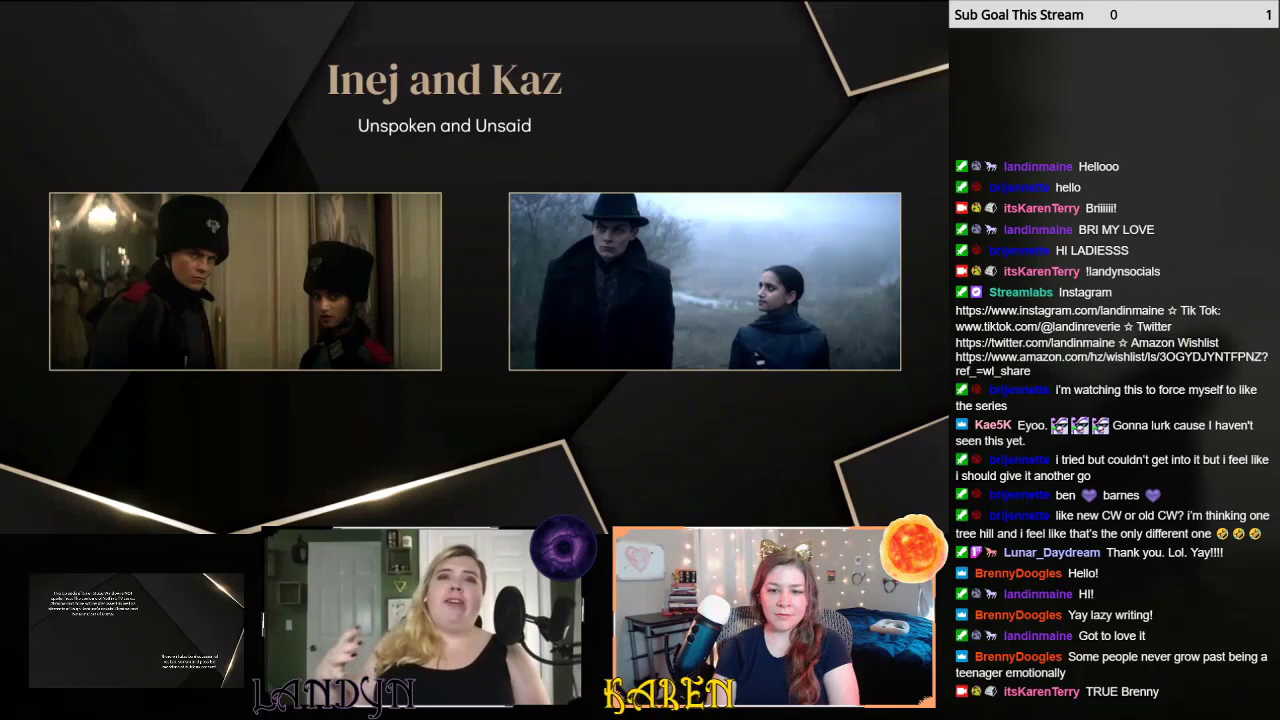 Inej and Kaz
Unspoken and Unsaid
LANDYN
KAREN
Sub Goal This Stream 0 1
landinmaine Hellooo
brijennette hello
itsKarenTerry Briiiiii!
landinmaine BRI MY LOVE
brijennette HI LADIESSS
itsKarenTerry !landynsocials
Streamlabs Instagram
https://www.instagram.com/landinmaine ☆ Tik Tok:
www.tiktok.com/@landinreverie ☆ Twitter
https://twitter.com/landinmaine ☆ Amazon Wishlist
https://www.amazon.com/hz/wishlist/ls/3OGYDJYNTFPNZ?
ref_=wl_share
brijennette i'm watching this to force myself to like
the series
Kae5K Eyoo. Gonna lurk cause I haven't
seen this yet.
brijennette i tried but couldn't get into it but i feel like
i should give it another go
brijennette ben 💜 barnes 💜
brijennette like new CW or old CW? i'm thinking one
tree hill and i feel like that's the only different one 🤣 🤣 🤣
Lunar_Daydream Thank you. Lol. Yay!!!!
BrennyDoogles Hello!
landinmaine HI!
BrennyDoogles Yay lazy writing!
landinmaine Got to love it
BrennyDoogles Some people never grow past being a
teenager emotionally
itsKarenTerry TRUE Brenny